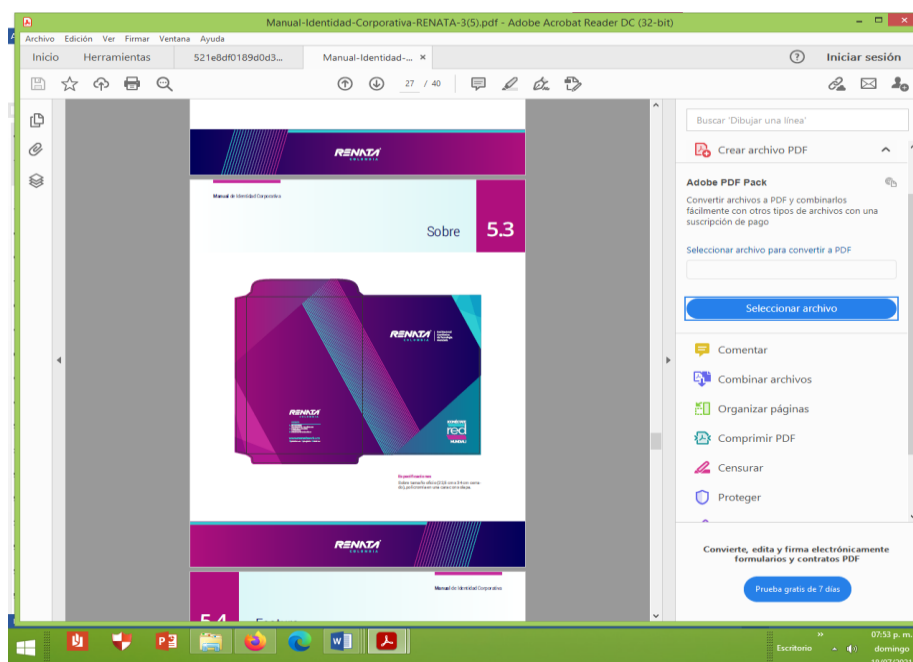 Manual-Identidad-Corporativa-RENATA-3(5).pdf - Adobe Acrobat Reader DC (32-bit)
Archivo Edición Ver Firmar Ventana Ayuda
Inicio Herramientas 521e8df0189d0d3... Manual-Identidad-... × Iniciar sesión
27 / 40
Buscar 'Dibujar una línea'
Crear archivo PDF
Adobe PDF Pack
Convertir archivos a PDF y combinarlos
fácilmente con otros tipos de archivos con una
suscripción de pago
Seleccionar archivo para convertir a PDF
Seleccionar archivo
Comentar
Combinar archivos
Organizar páginas
Comprimir PDF
Censurar
Proteger
Convierte, edita y firma electrónicamente
formularios y contratos PDF
Prueba gratis de 7 días
RENATA
COLOMBIA
Manual de Identidad Corporativa
Sobre 5.3
RENATA
COLOMBIA
RENATA
COLOMBIA
red
Especificaciones
RENATA
COLOMBIA
Manual de Identidad Corporativa
5.4
Escritorio
07:53 p. m.
domingo